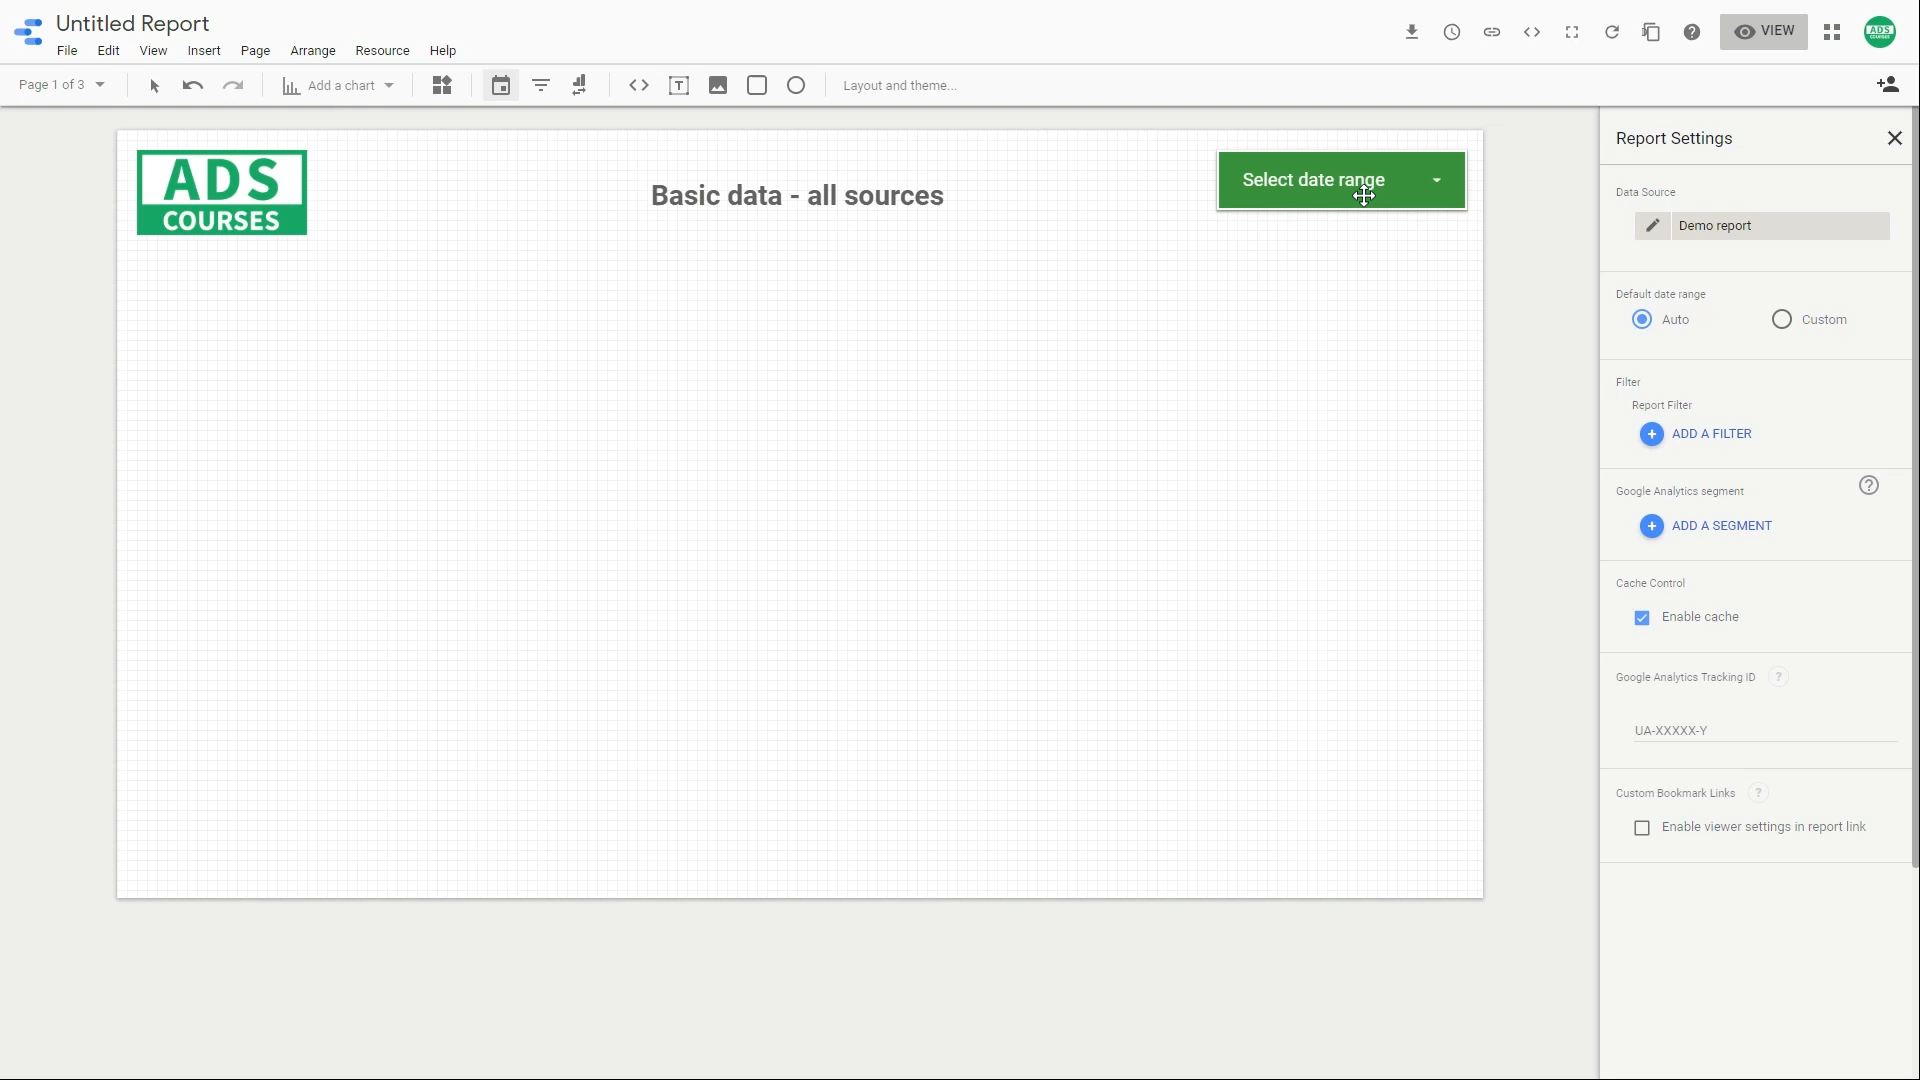 Untitled Report
File Edit View Insert Page Arrange Resource Help
VIEW
ADS
COURSES
Page 1 of 3
Add a chart
T
Layout and theme...
ADS
COURSES
Basic data - all sources
Select date range
Report Settings
Data Source
Demo report
Default date range
Auto
Custom
Filter
Report Filter
ADD A FILTER
Google Analytics segment
ADD A SEGMENT
Cache Control
Enable cache
Google Analytics Tracking ID ?
UA-XXXXX-Y
Custom Bookmark Links ?
Enable viewer settings in report link